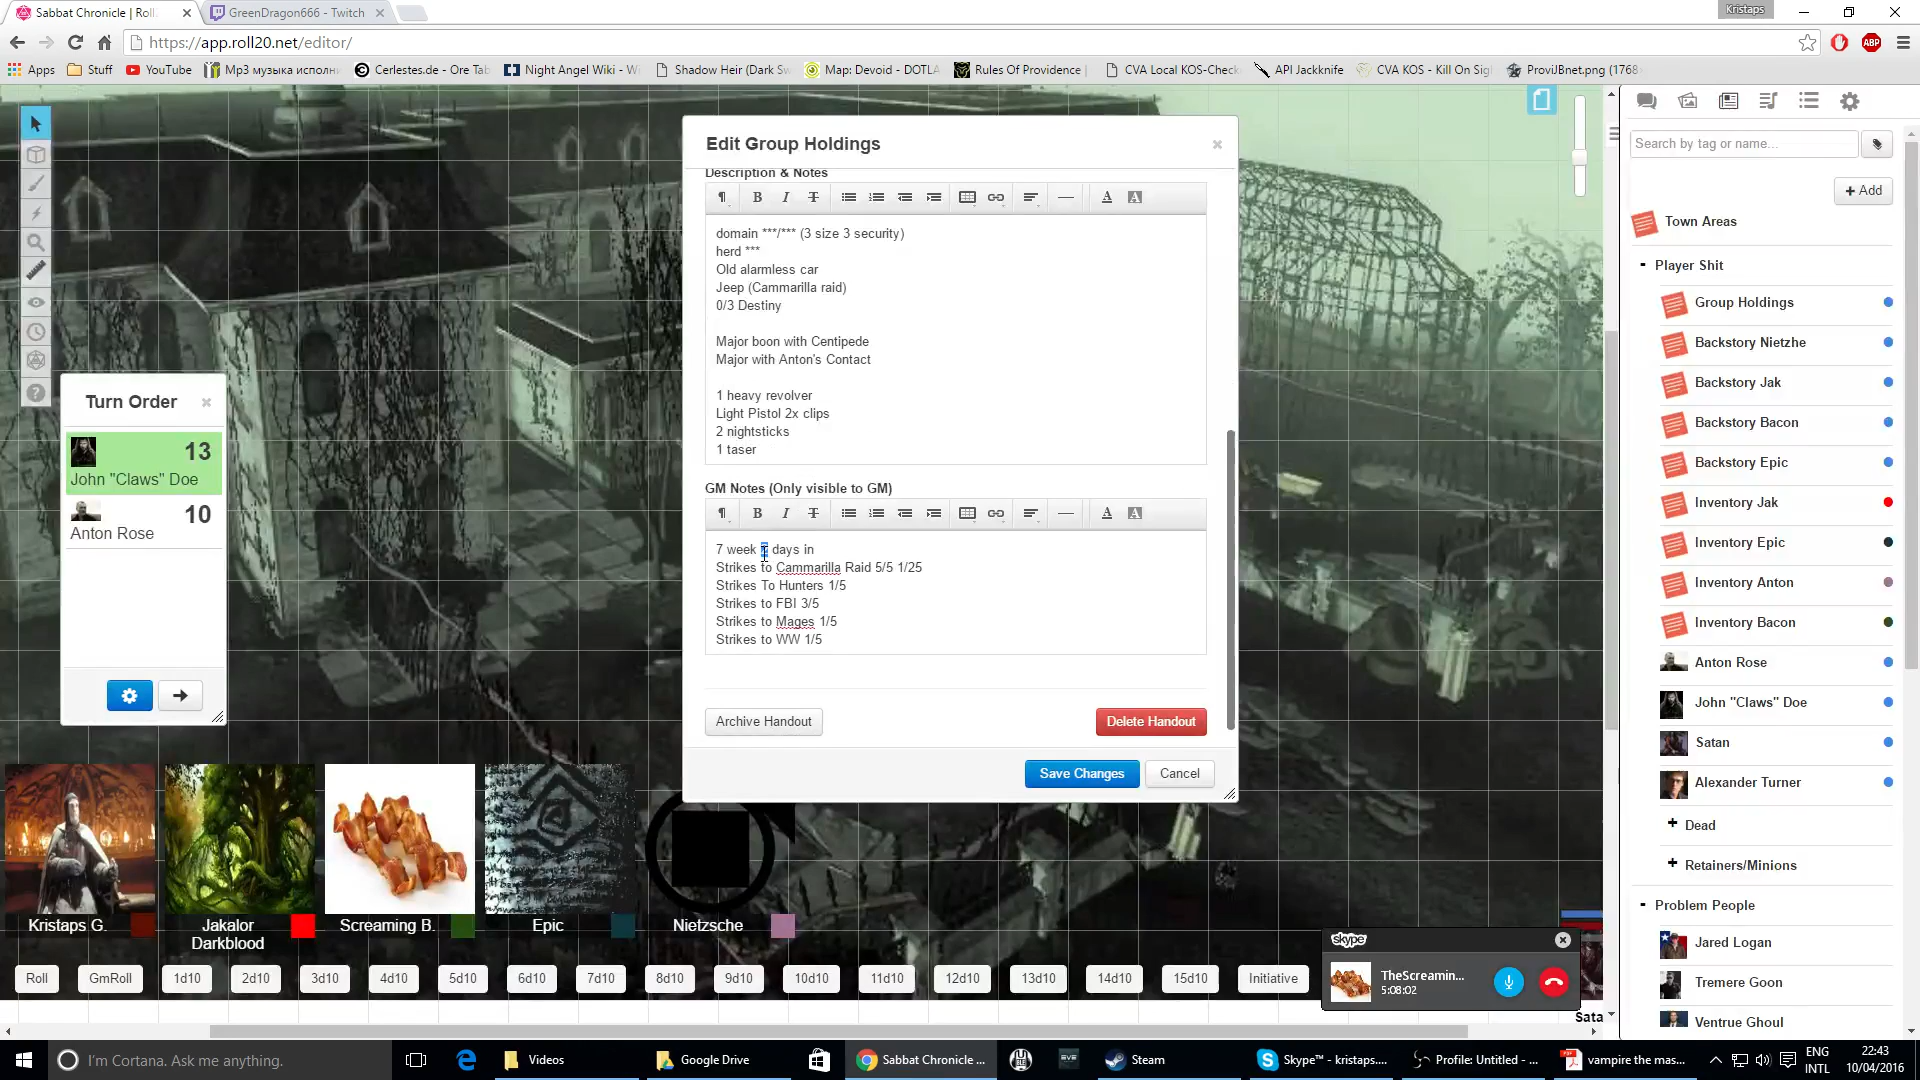 Sabbat Chronicle | Roll
GreenDragon666 - Twitch
Kristaps
https://app.roll20.net/editor/
Apps
Stuff
YouTube
Mp3 музыка исполни
Cerlestes.de - Ore Tab
Night Angel Wiki - Wi
Shadow Heir (Dark Sw
Map: Devoid - DOTLA
Rules Of Providence
CVA Local KOS-Check
API Jackknife
CVA KOS - Kill On Sig
ProviJBnet.png (1768
ABP
Edit Group Holdings
Description & Notes
domain ***/*** (3 size 3 security)
herd ***
Old alarmless car
Jeep (Cammarilla raid)
0/3 Destiny
Major boon with Centipede
Major with Anton's Contact
1 heavy revolver
Light Pistol 2x clips
2 nightsticks
1 taser
GM Notes (Only visible to GM)
7 week days in
Strikes to Cammarilla Raid 5/5 1/25
Strikes To Hunters 1/5
Strikes to FBI 3/5
Strikes to Mages 1/5
Strikes to WW 1/5
Archive Handout
Delete Handout
Save Changes
Cancel
Turn Order
13
John "Claws" Doe
10
Anton Rose
Search by tag or name...
+ Add
Town Areas
- Player Shit
Group Holdings
Backstory Nietzhe
Backstory Jak
Backstory Bacon
Backstory Epic
Inventory Jak
Inventory Epic
Inventory Anton
Inventory Bacon
Anton Rose
John "Claws" Doe
Satan
Alexander Turner
+ Dead
+ Retainers/Minions
- Problem People
Jared Logan
Tremere Goon
Ventrue Ghoul
Kristaps G.
Jakalor
Darkblood
Screaming B.
Epic
Nietzsche
Roll
GmRoll
1d10
2d10
3d10
4d10
5d10
6d10
7d10
8d10
9d10
10d10
11d10
12d10
13d10
14d10
15d10
Initiative
skype
TheScreamin...
5:08:02
Sata
I'm Cortana. Ask me anything.
Videos
Google Drive
Sabbat Chronicle ...
EVE
Steam
Skype™ - kristaps....
Profile: Untitled - ...
vampire the mas...
ENG
INTL
22:43
10/04/2016